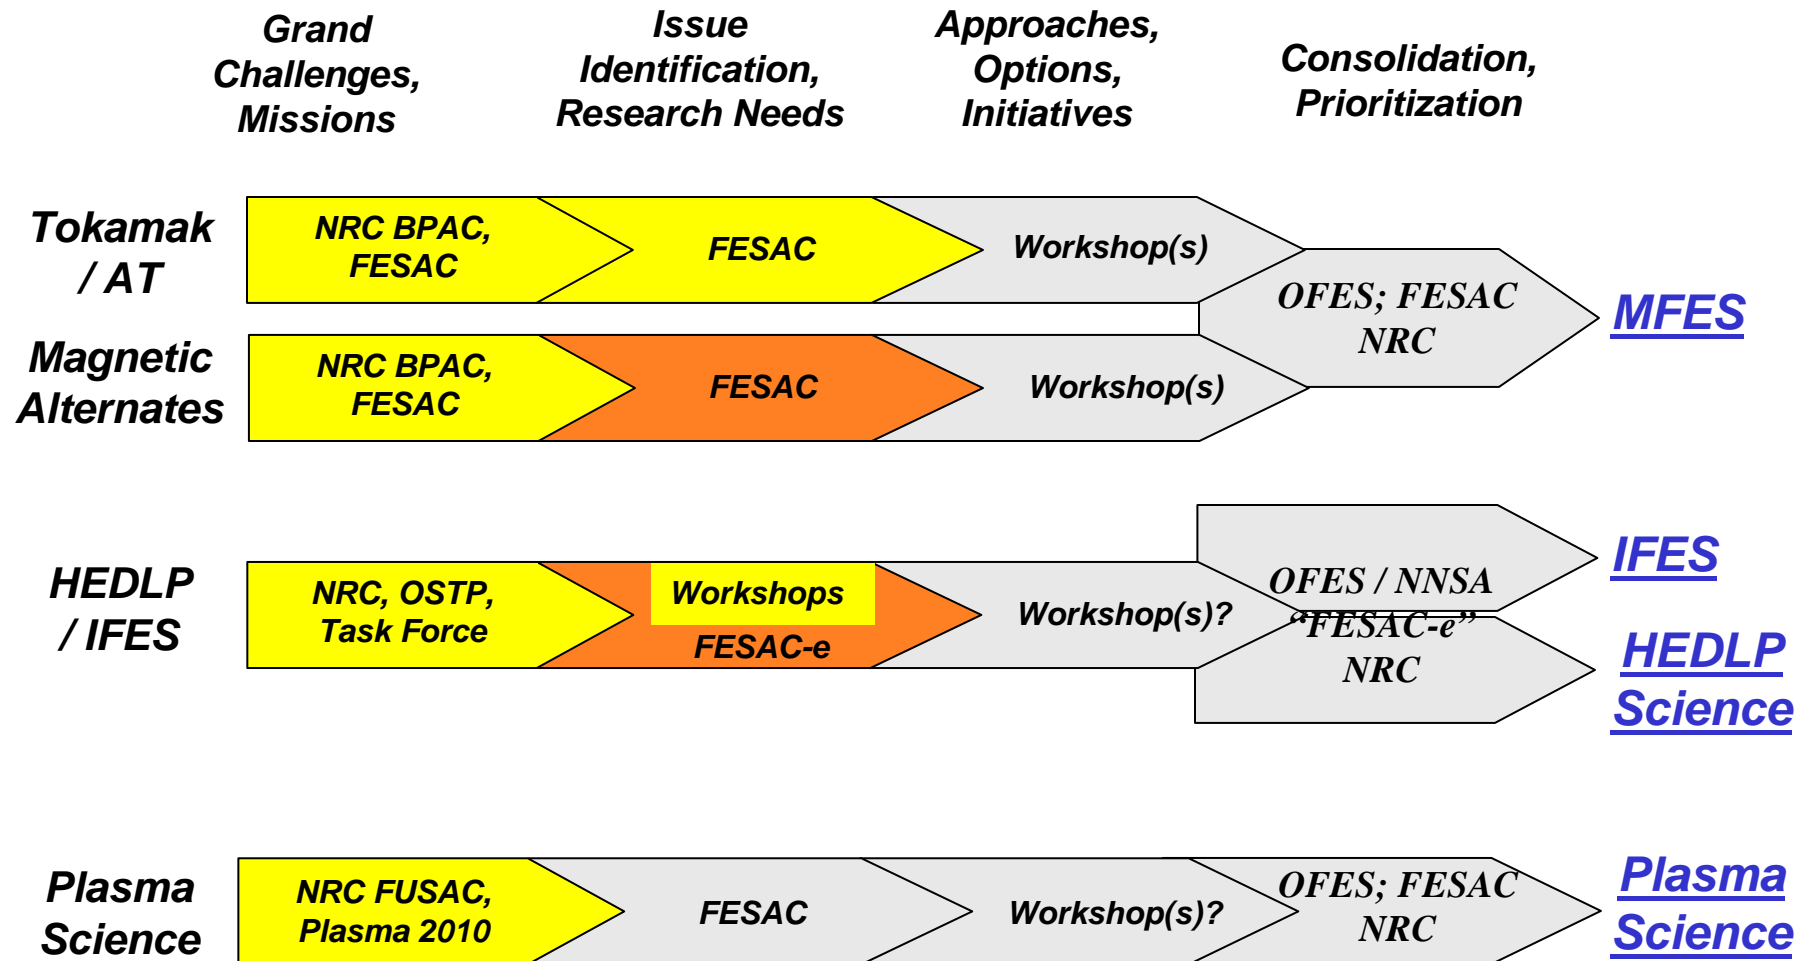 Grand
Challenges,
Missions
Issue
Identification,
Research Needs
Approaches,
Options,
Initiatives
Consolidation,
Prioritization
Tokamak
/ AT
NRC BPAC,
FESAC
FESAC
Workshop(s)
OFES; FESAC
NRC
MFES
Magnetic
Alternates
NRC BPAC,
FESAC
FESAC
Workshop(s)
HEDLP
/ IFES
NRC, OSTP,
Task Force
Workshops
FESAC-e
Workshop(s)?
OFES / NNSA
“FESAC-e”
NRC
IFES
HEDLP
Science
Plasma
Science
NRC FUSAC,
Plasma 2010
FESAC
Workshop(s)?
OFES; FESAC
NRC
Plasma
Science